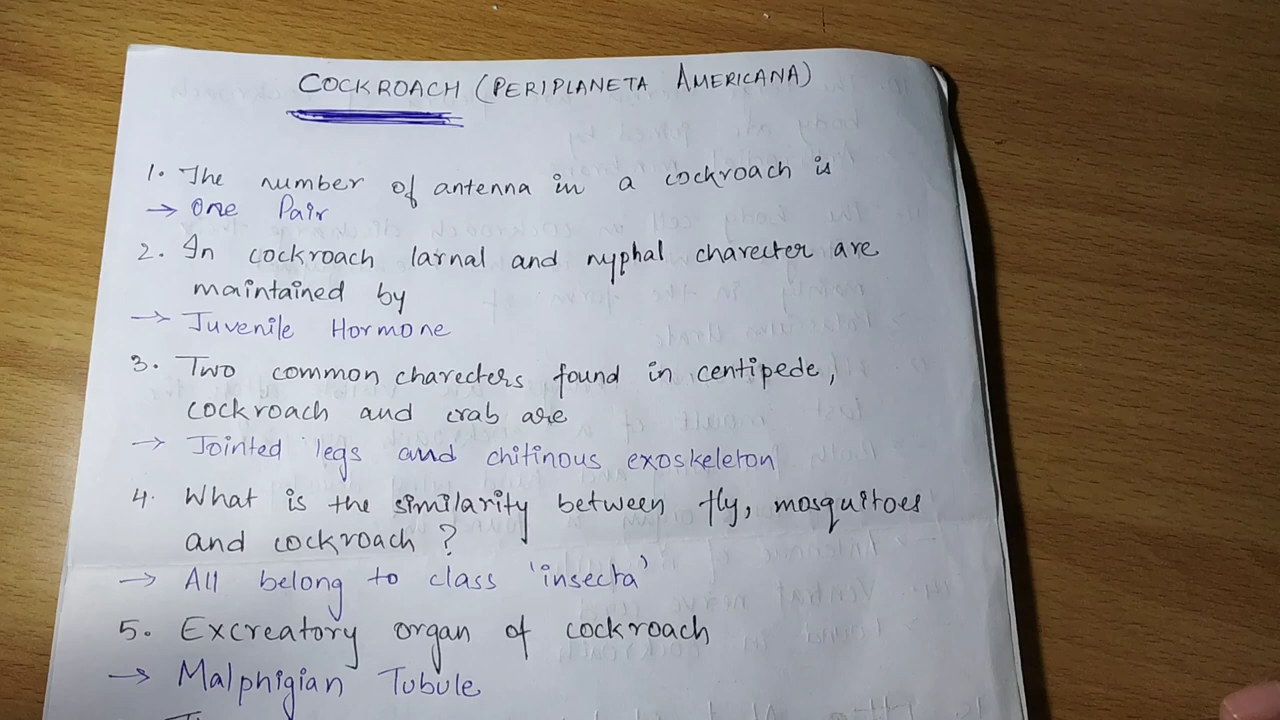 COCKROACH (PERIPLANETA AMERICANA)
1. The number of antenna in a cockroach is
→ One Pair
2. In cockroach larnal and nyphal charecter are
maintained by
→ Juvenile Hormone
3. Two common charecters found in centipede,
cockroach and crab are
→ Jointed legs and chitinous exoskeleton
4. What is the similarity between fly, mosquitoes
and cockroach ?
→ All belong to class 'insecta'
5. Excreatory organ of cockroach
→ Malphigian Tubule